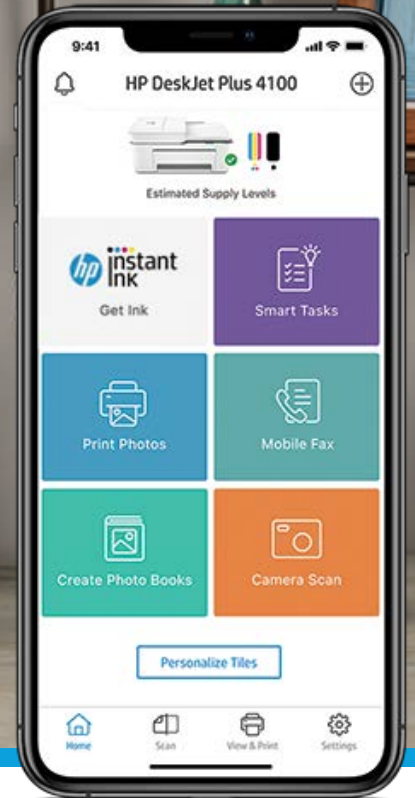 9:41
HP DeskJet Plus 4100
Estimated Supply Levels
hp instant
ink
Get Ink
Smart Tasks
Print Photos
Mobile Fax
Create Photo Books
Camera Scan
Personalize Tiles
Home
Scan
View & Print
Settings